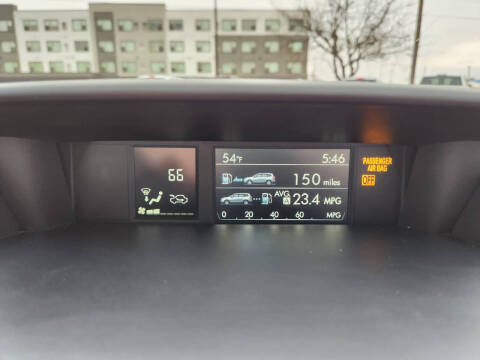 66
54°F 5:46
150 miles
AVG A 23.4 MPG
0 20 40 60 MPG
PASSENGER
AIR BAG
OFF